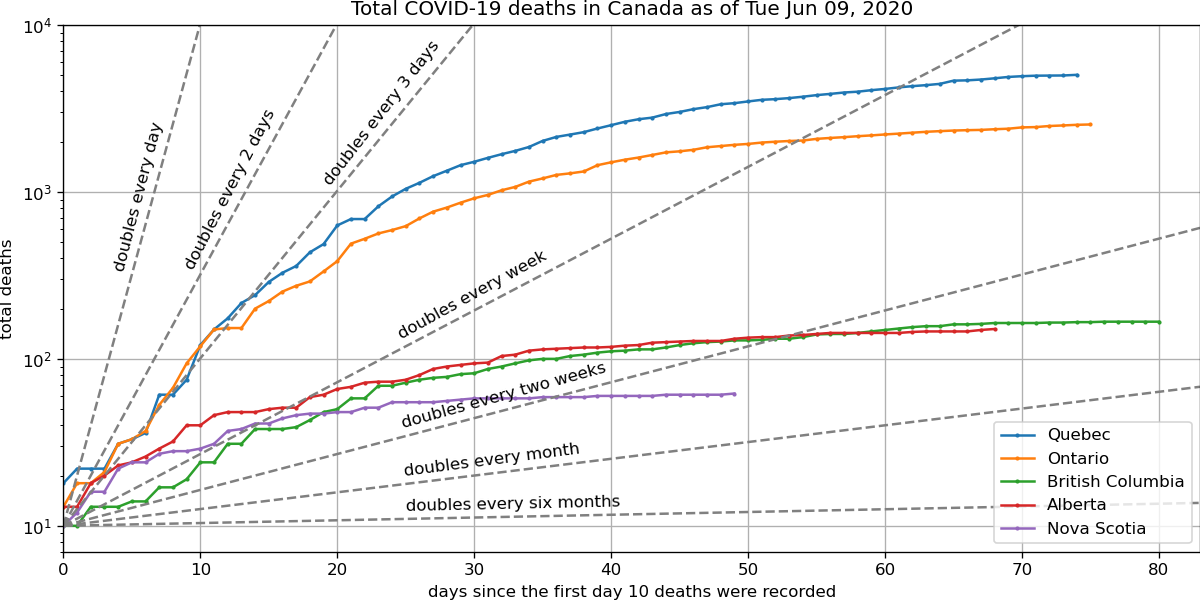 Total COVID-19 deaths in Canada as of Tue Jun 09, 2020
total deaths
10⁴
10³
10²
10¹
doubles every day
doubles every 2 days
doubles every 3 days
doubles every week
doubles every two weeks
doubles every month
doubles every six months
Quebec
Ontario
British Columbia
Alberta
Nova Scotia
0 10 20 30 40 50 60 70 80
days since the first day 10 deaths were recorded